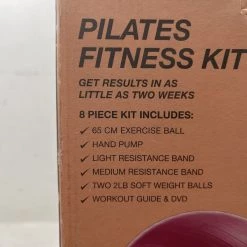 PILATES
FITNESS KIT
GET RESULTS IN AS
LITTLE AS TWO WEEKS
8 PIECE KIT INCLUDES:
✓ 65 CM EXERCISE BALL
✓ HAND PUMP
✓ LIGHT RESISTANCE BAND
✓ MEDIUM RESISTANCE BAND
✓ TWO 2LB SOFT WEIGHT BALLS
✓ WORKOUT GUIDE & DVD